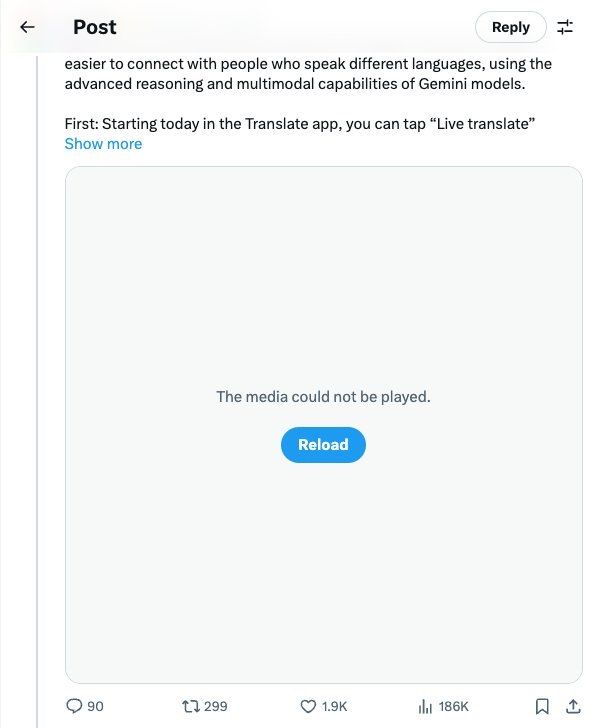 Post
Reply
easier to connect with people who speak different languages, using the
advanced reasoning and multimodal capabilities of Gemini models.
First: Starting today in the Translate app, you can tap “Live translate”
Show more
The media could not be played.
Reload
90
299
1.9K
186K